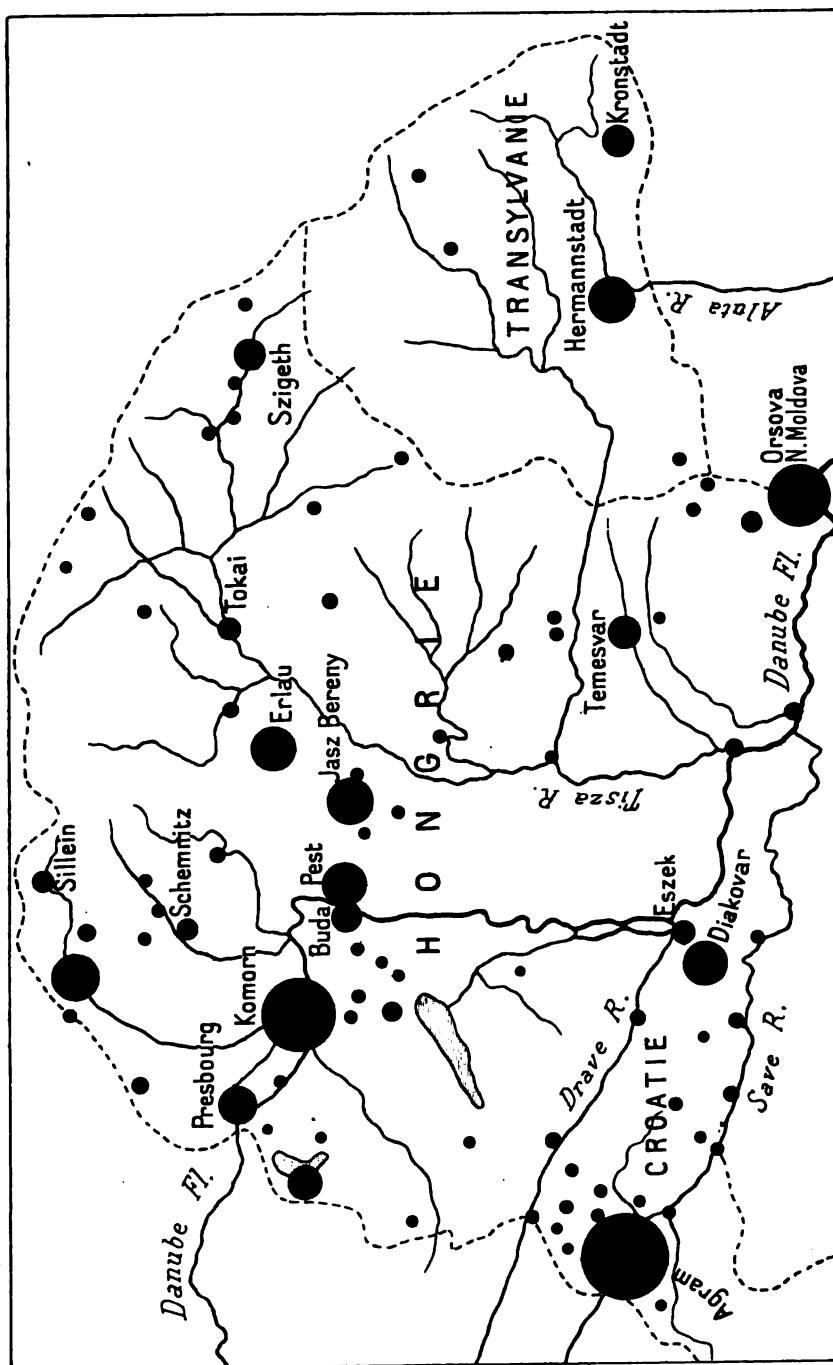 Sillein
Schemnitz
Presbourg
Komorn
Danube Fl.
Buda
Pest
Jasz Bereny
Erlau
Tokai
Szigeth
HONGRIE
TRANSYLVANIE
Kronstadt
Hermannstadt
Alata R.
Temesvar
Tisza R.
Orsova
N. Moldova
Danube Fl.
Drave R.
Eszek
Diakovar
CROATIE
Save R.
Agram